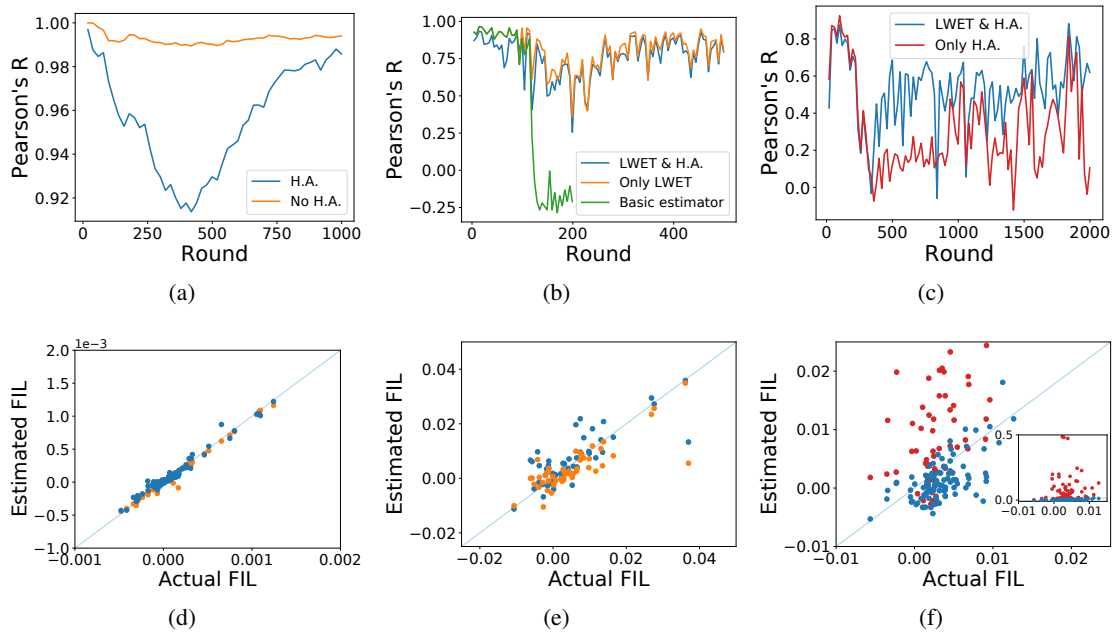 1.00
0.98
0.96
0.94
0.92
Pearson's R
H.A.
No H.A.
0 250 500 750 1000
Round
(a)
1.00
0.75
0.50
0.25
0.00
−0.25
Pearson's R
LWET & H.A.
Only LWET
Basic estimator
0 200 400
Round
(b)
0.8
0.6
0.4
0.2
0.0
Pearson's R
LWET & H.A.
Only H.A.
0 500 1000 1500 2000
Round
(c)
1e−3
2.0
1.5
1.0
0.5
0.0
−0.5
−1.0
Estimated FIL
−0.001 0.000 0.001 0.002
Actual FIL
(d)
0.04
0.02
0.00
−0.02
Estimated FIL
−0.02 0.00 0.02 0.04
Actual FIL
(e)
0.02
0.01
0.00
−0.01
Estimated FIL
0.5
0.0
−0.01 0.00 0.01
−0.01 0.00 0.01 0.02
Actual FIL
(f)